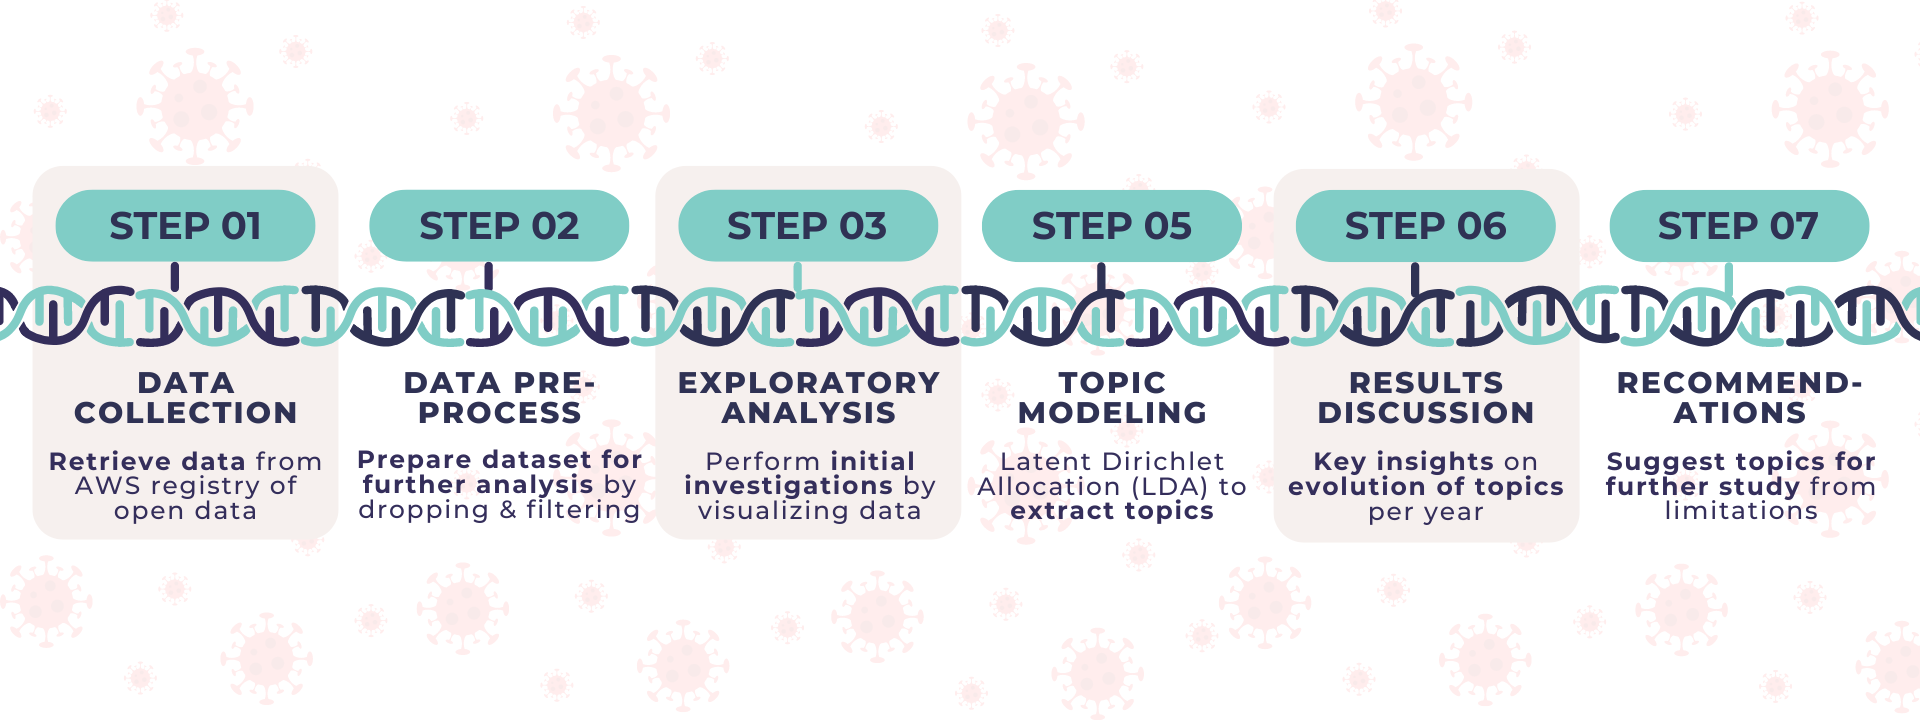 STEP 01
DATA
COLLECTION
Retrieve data from
AWS registry of
open data
STEP 02
DATA PRE-
PROCESS
Prepare dataset for
further analysis by
dropping & filtering
STEP 03
EXPLORATORY
ANALYSIS
Perform initial
investigations by
visualizing data
STEP 05
TOPIC
MODELING
Latent Dirichlet
Allocation (LDA) to
extract topics
STEP 06
RESULTS
DISCUSSION
Key insights on
evolution of topics
per year
STEP 07
RECOMMEND-
ATIONS
Suggest topics for
further study from
limitations